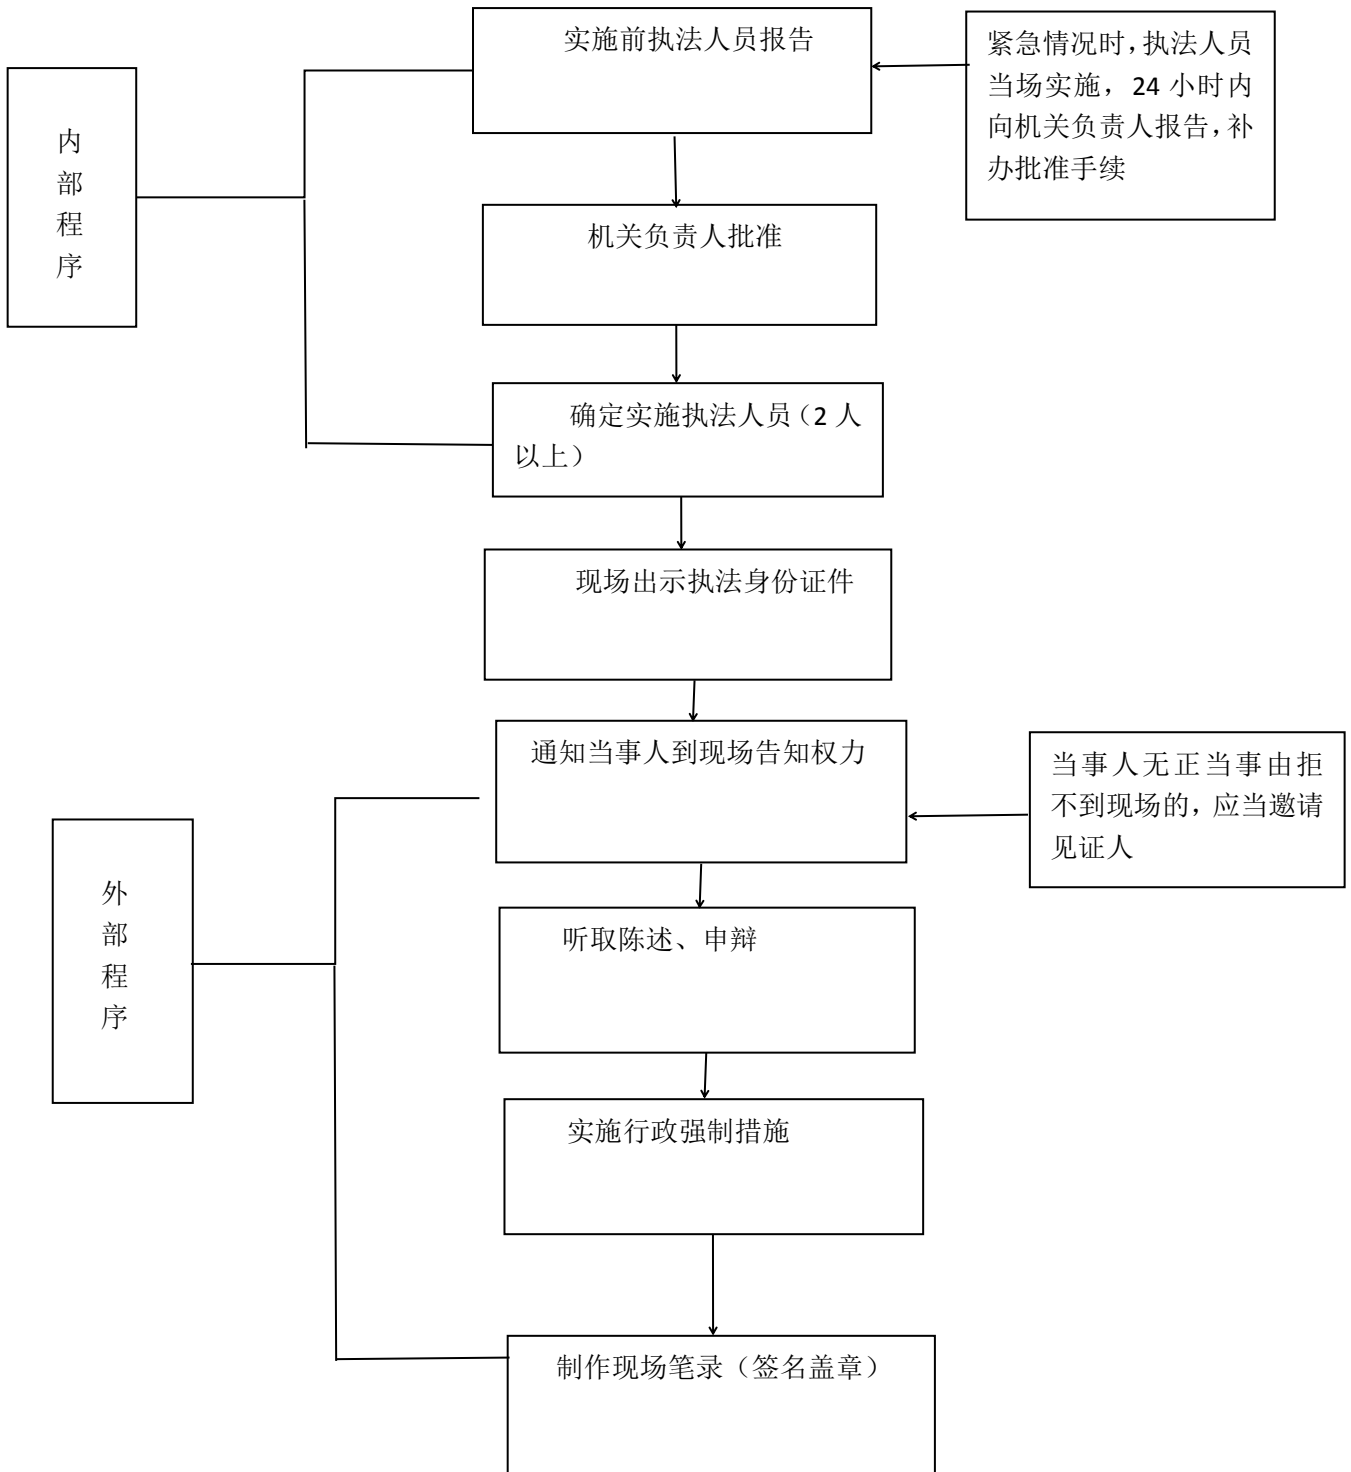 实施前执法人员报告
紧急情况时，执法人员
当场实施，24 小时内
向机关负责人报告，补
办批准手续
内
部
程
序
机关负责人批准
确定实施执法人员（2 人
以上）
现场出示执法身份证件
通知当事人到现场告知权力
当事人无正当事由拒
不到现场的，应当邀请
见证人
外
部
程
序
听取陈述、申辩
实施行政强制措施
制作现场笔录（签名盖章）